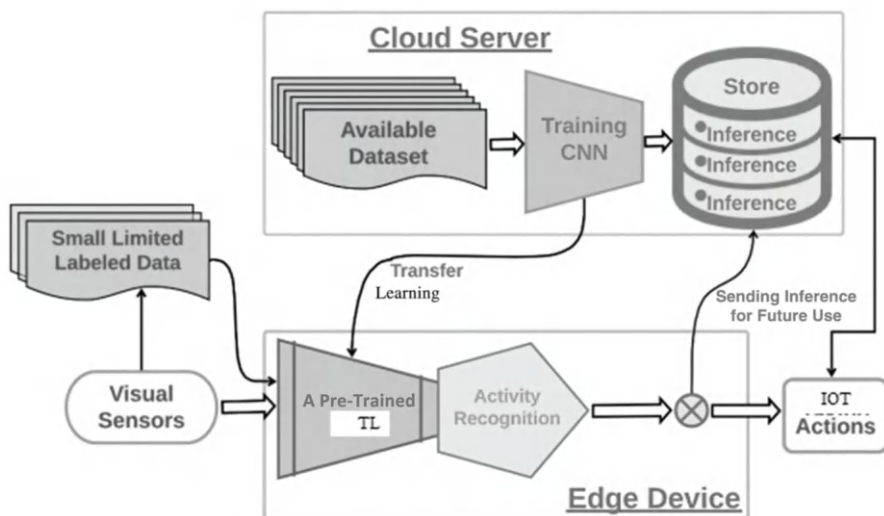 Cloud Server
Available
Dataset
Training
CNN
Store
Inference
Inference
Inference
Small Limited
Labeled Data
Transfer
Learning
Sending Inference
for Future Use
Visual
Sensors
A Pre-Trained
TL
Activity
Recognition
IOT
Actions
Edge Device